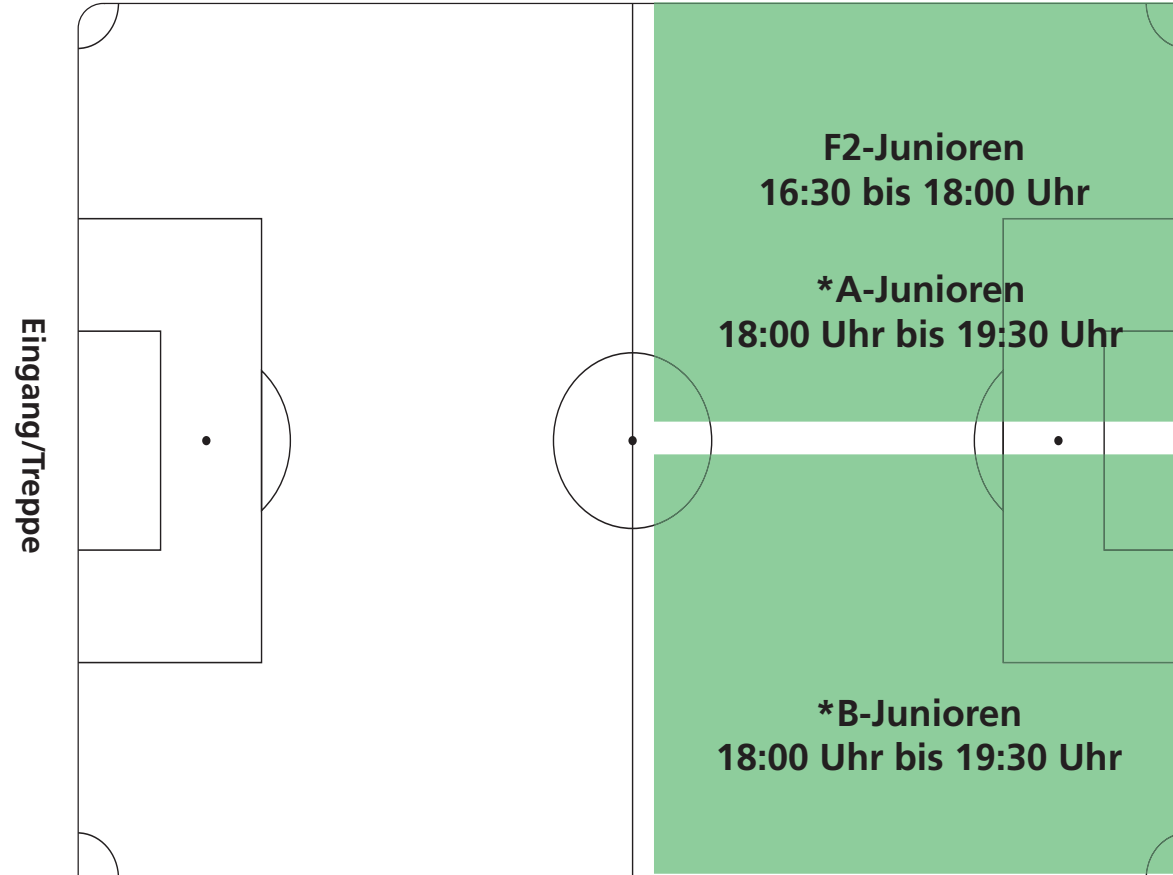 Eingang/Treppe
F2-Junioren
16:30 bis 18:00 Uhr
*A-Junioren
18:00 Uhr bis 19:30 Uhr
*B-Junioren
18:00 Uhr bis 19:30 Uhr